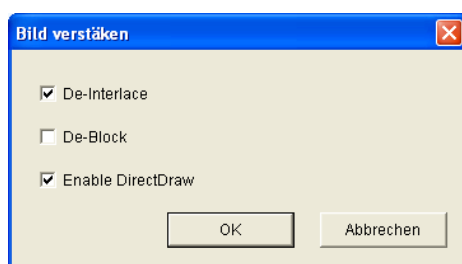 Bild verstäken
De-Interlace
De-Block
Enable DirectDraw
OK Abbrechen